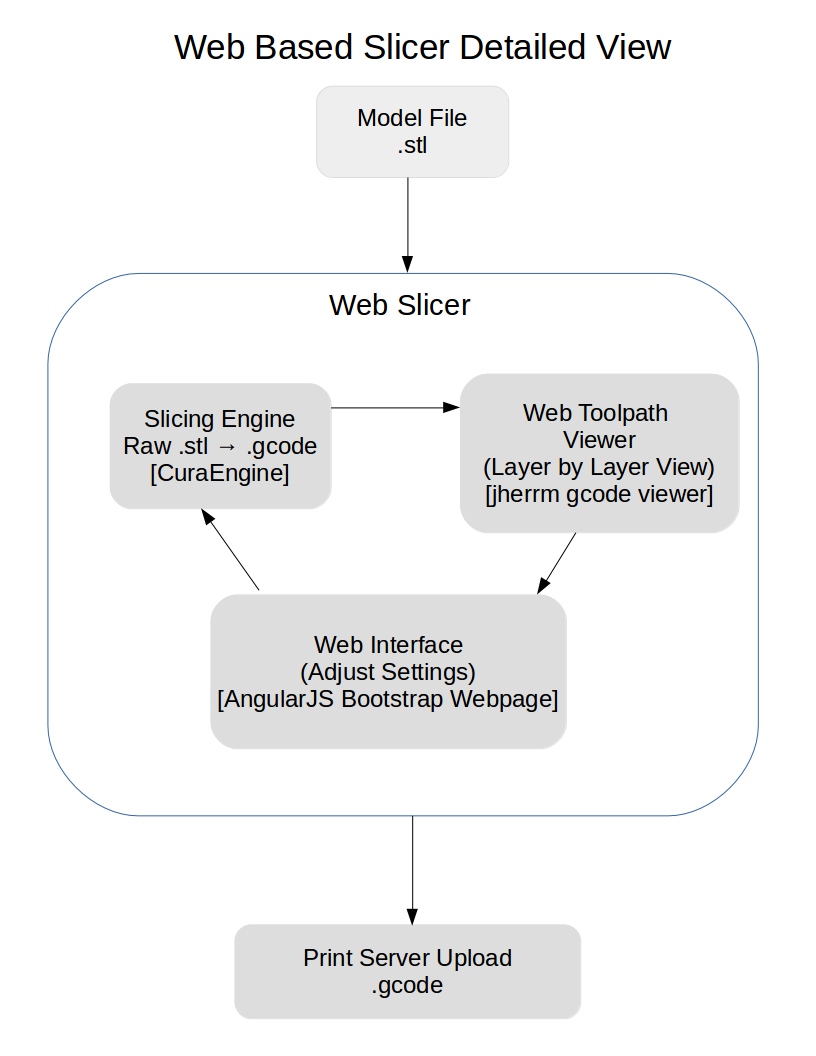 Web Based Slicer Detailed View
Model File
.stl
Web Slicer
Slicing Engine
Raw .stl → .gcode
[CuraEngine]
Web Toolpath
Viewer
(Layer by Layer View)
[jherrm gcode viewer]
Web Interface
(Adjust Settings)
[AngularJS Bootstrap Webpage]
Print Server Upload
.gcode